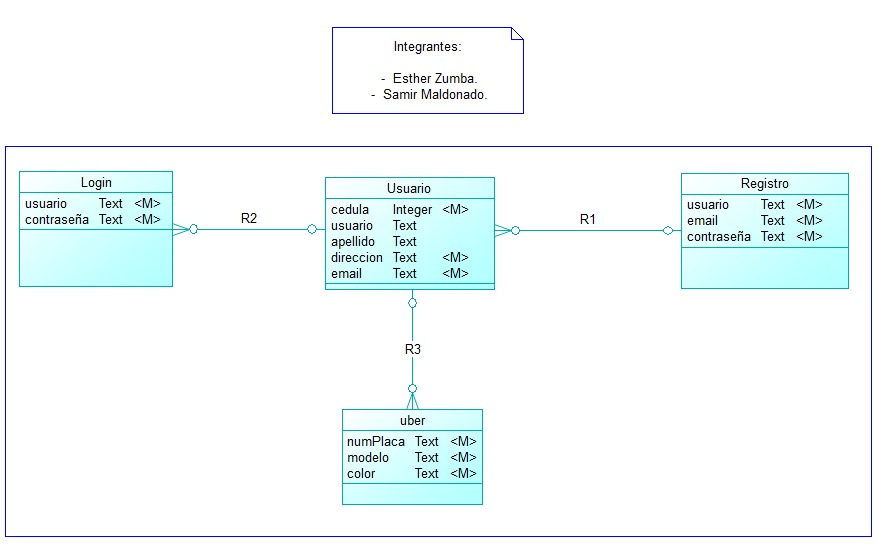 Integrantes:
- Esther Zumba.
- Samir Maldonado.
Login
usuario Text <M>
contraseña Text <M>
R2
Usuario
cedula Integer <M>
usuario Text
apellido Text
direccion Text <M>
email Text <M>
R1
Registro
usuario Text <M>
email Text <M>
contraseña Text <M>
R3
uber
numPlaca Text <M>
modelo Text <M>
color Text <M>